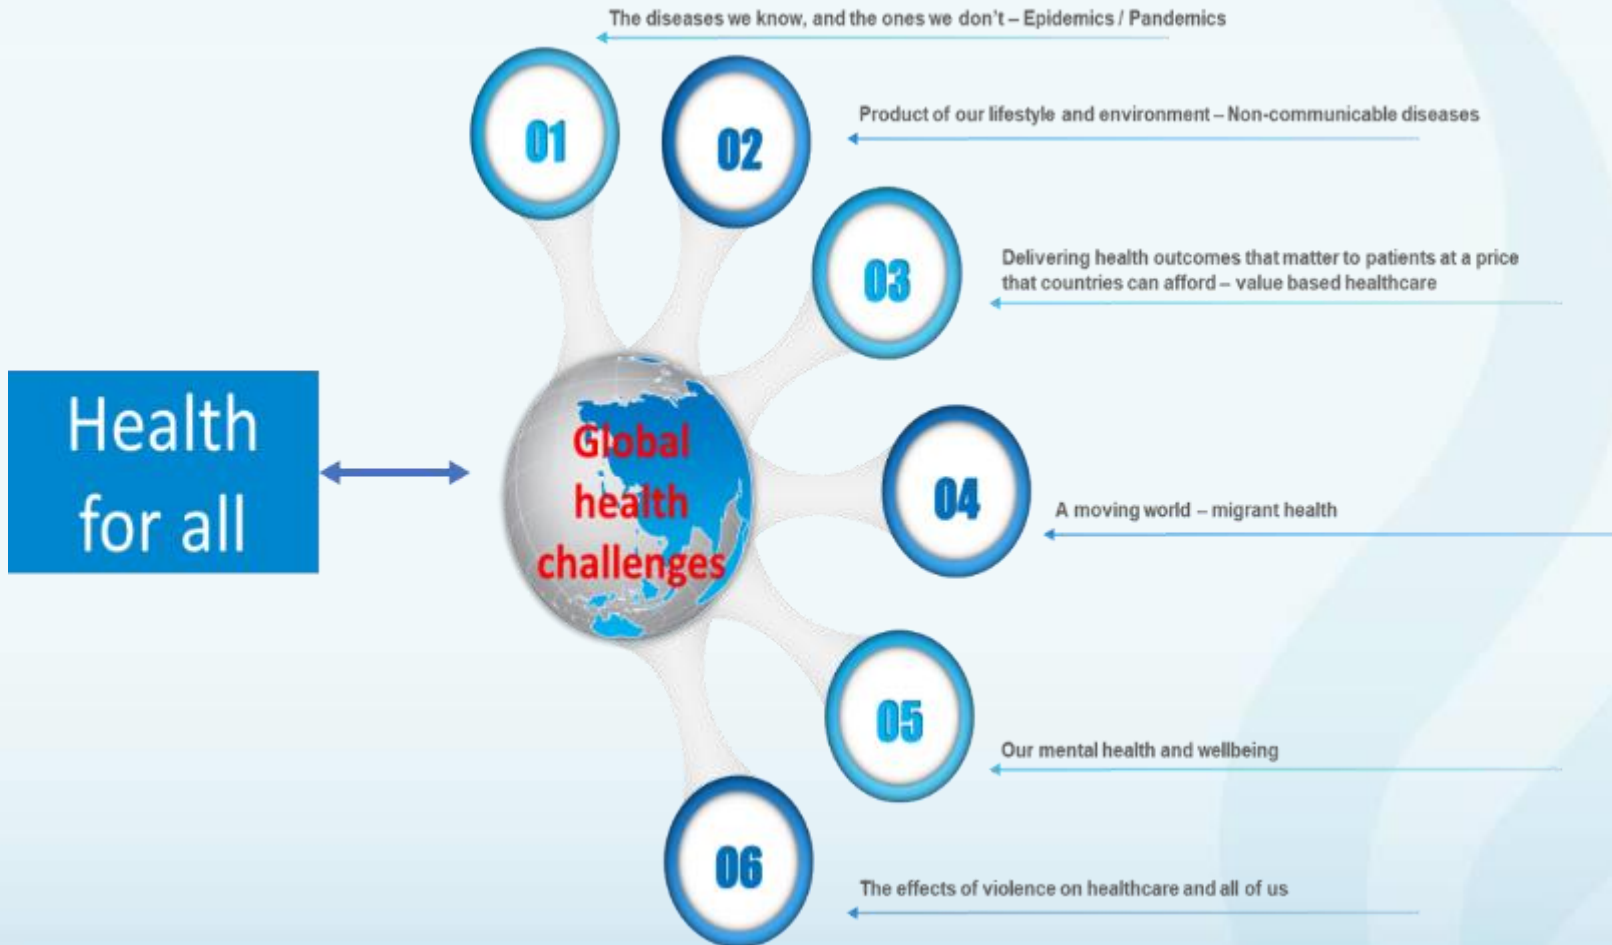 The diseases we know, and the ones we don't – Epidemics / Pandemics
01
02
Product of our lifestyle and environment – Non-communicable diseases
03
Delivering health outcomes that matter to patients at a price
that countries can afford – value based healthcare
Health
for all
Global
health
challenges
04
A moving world – migrant health
05
Our mental health and wellbeing
06
The effects of violence on healthcare and all of us